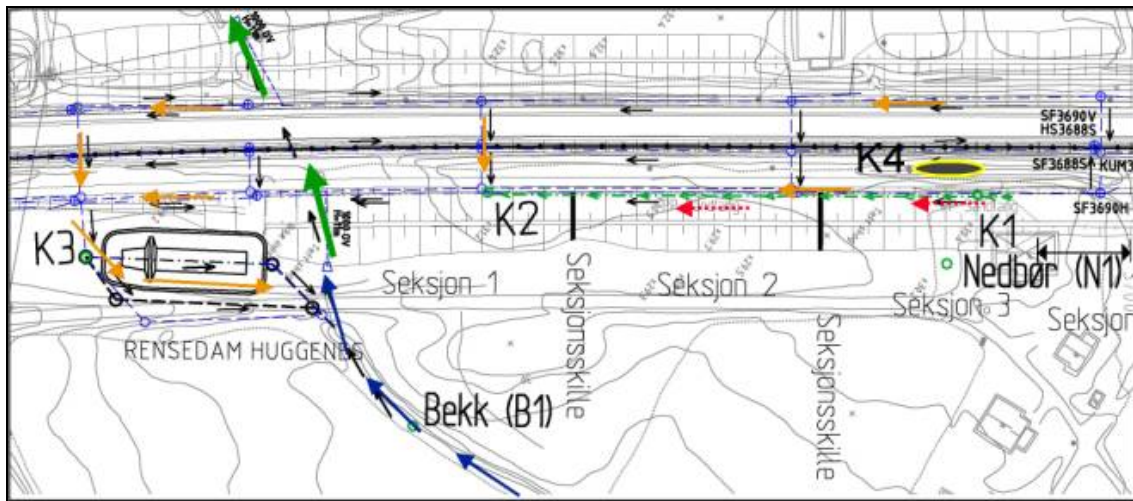 SF3690V
HS3688S
K4
SF3688S
KUM3
SF3690H
K2
K1
K3
Nedbør (N1)
Seksjon 1
Seksjon 2
Seksjon 3
Seksjon
Seksjonsskille
Seksjonsskille
RENSEDAM HUGGENES
Bekk (B1)